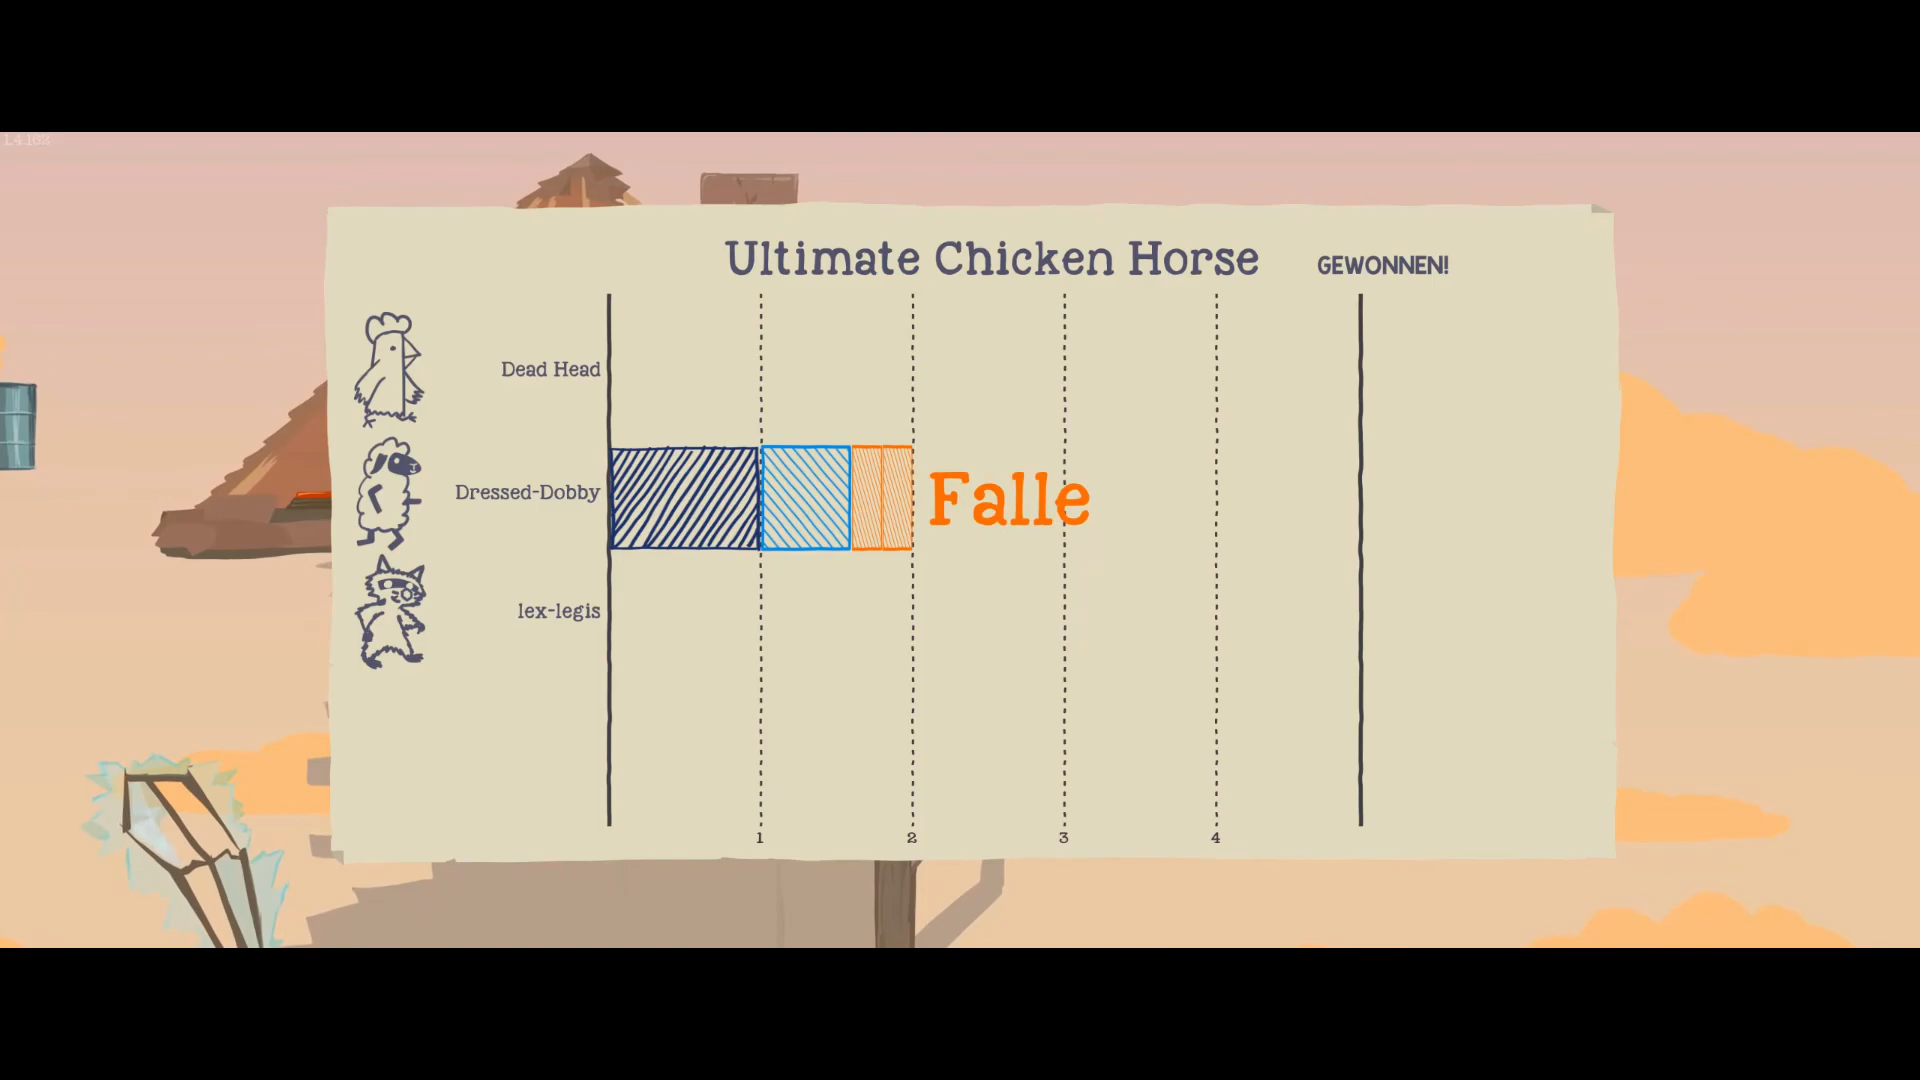 Ultimate Chicken Horse
GEWONNEN!
Dead Head
Dressed-Dobby
Falle
lex-legis
1 2 3 4